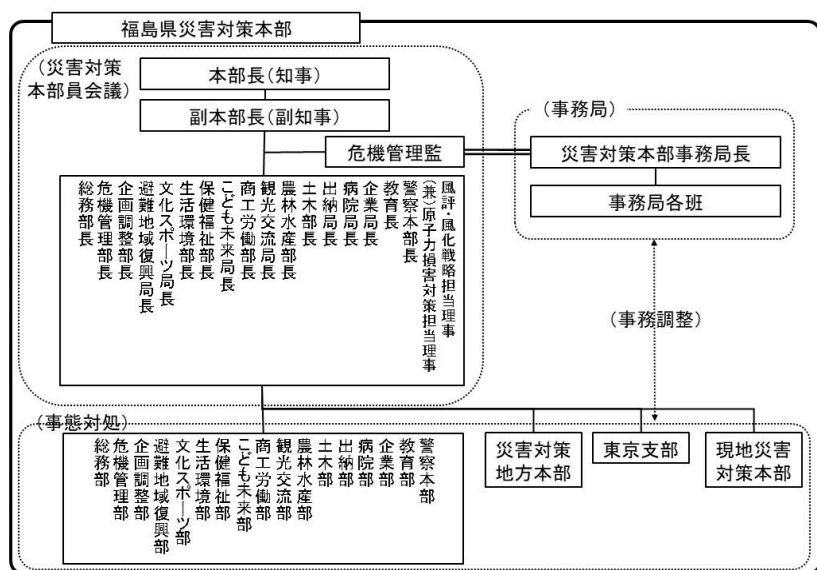 福島県災害対策本部
(災害対策
本部員会議)
本部長(知事)
副本部長(副知事)
危機管理監
(事務局)
災害対策本部事務局長
事務局各班
(事務調整)
総務部長
危機管理部長
企画調整部長
避難地域復興局長
文化スポーツ局長
生活環境部長
保健福祉部長
こども未来局長
商工労働部長
観光交流局長
農林水産部長
土木部長
出納局長
病院局長
企業局長
教育長
警察本部長
(兼)原子力損害対策担当理事
風評・風化戦略担当理事
(事態対処)
総務部
危機管理部
企画調整部
避難地域復興部
文化スポーツ部
生活環境部
保健福祉部
こども未来部
商工労働部
観光交流部
農林水産部
土木部
出納部
病院部
企業部
教育部
警察本部
災害対策
地方本部
東京支部
現地災害
対策本部